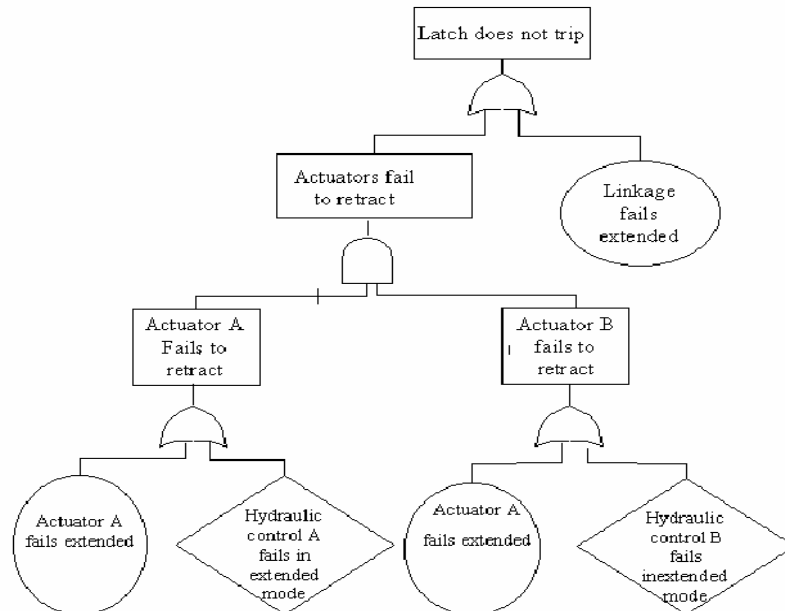 Latch does not trip
Actuators fail
to retract
Linkage
fails
extended
Actuator A
Fails to
retract
Actuator B
fails to
retract
Actuator A
fails extended
Hydraulic
control A
fails in
extended
mode
Actuator A
fails extended
Hydraulic
control B
fails
inextended
mode